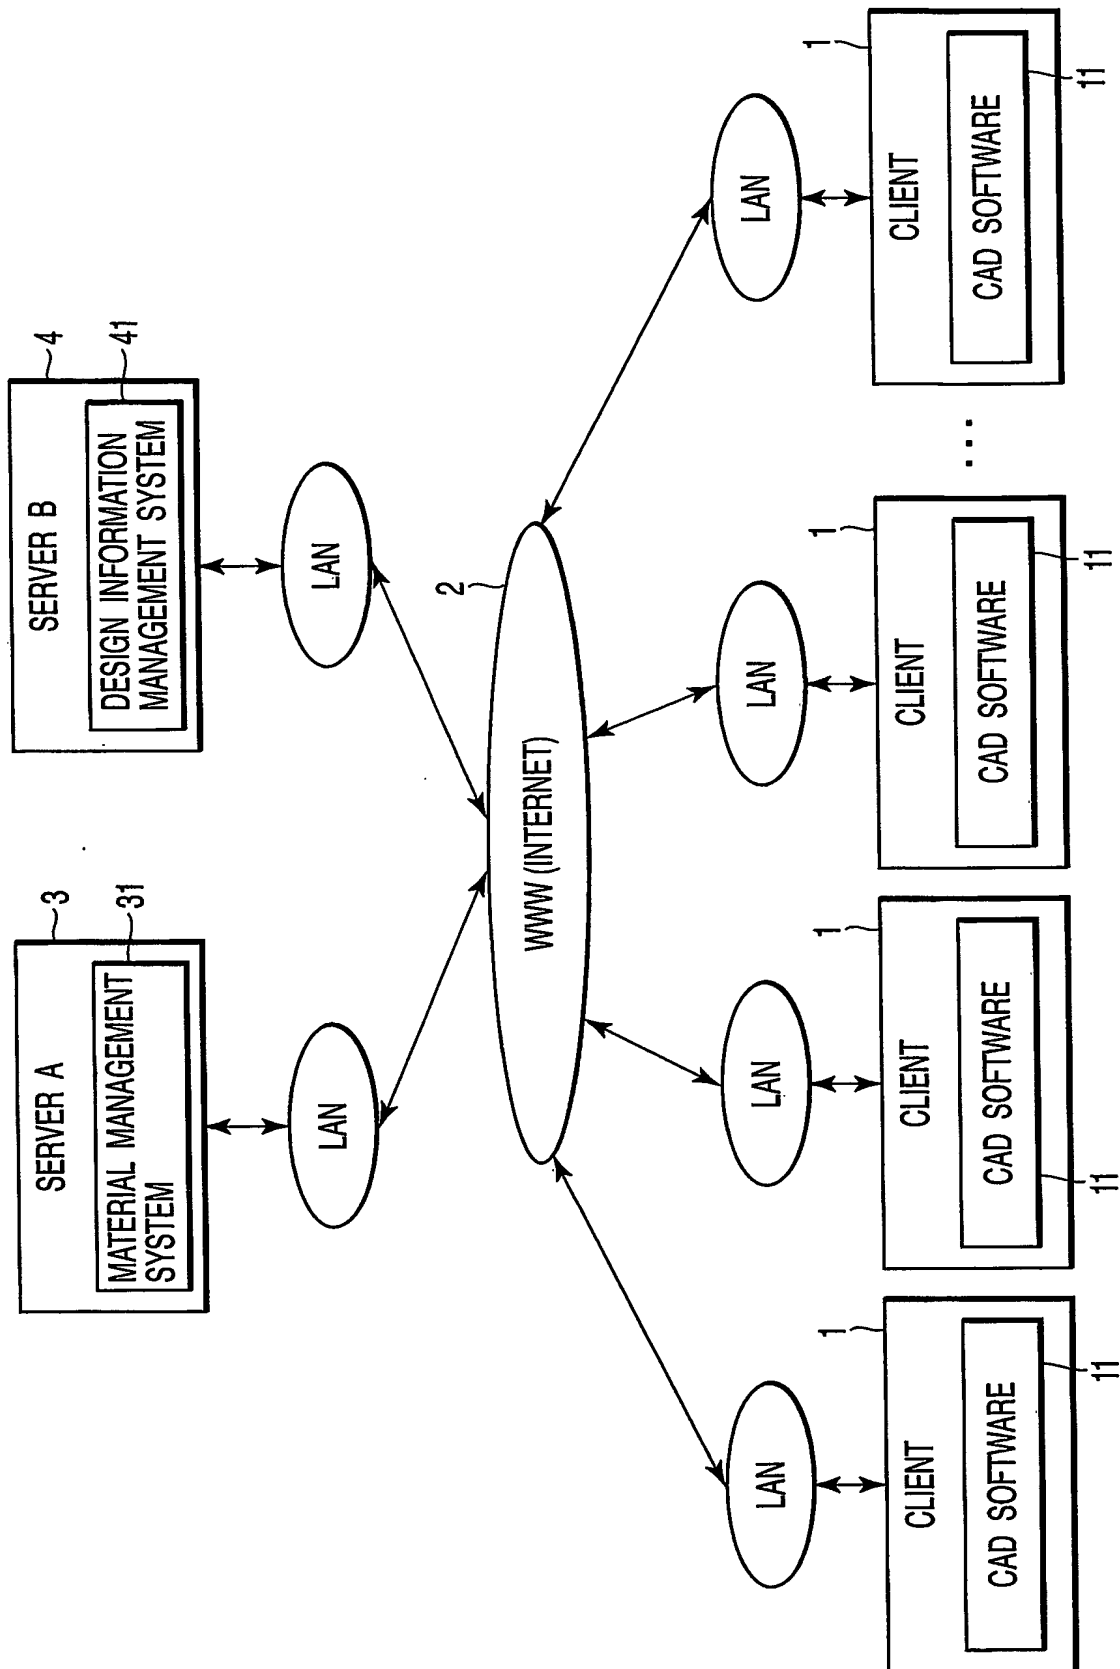 SERVER A
3
MATERIAL MANAGEMENT
SYSTEM
31
SERVER B
4
DESIGN INFORMATION
MANAGEMENT SYSTEM
41
LAN
LAN
WWW (INTERNET)
2
LAN
LAN
LAN
LAN
CLIENT
1
CAD SOFTWARE
11
CLIENT
1
CAD SOFTWARE
11
CLIENT
1
CAD SOFTWARE
11
...
CLIENT
1
CAD SOFTWARE
11